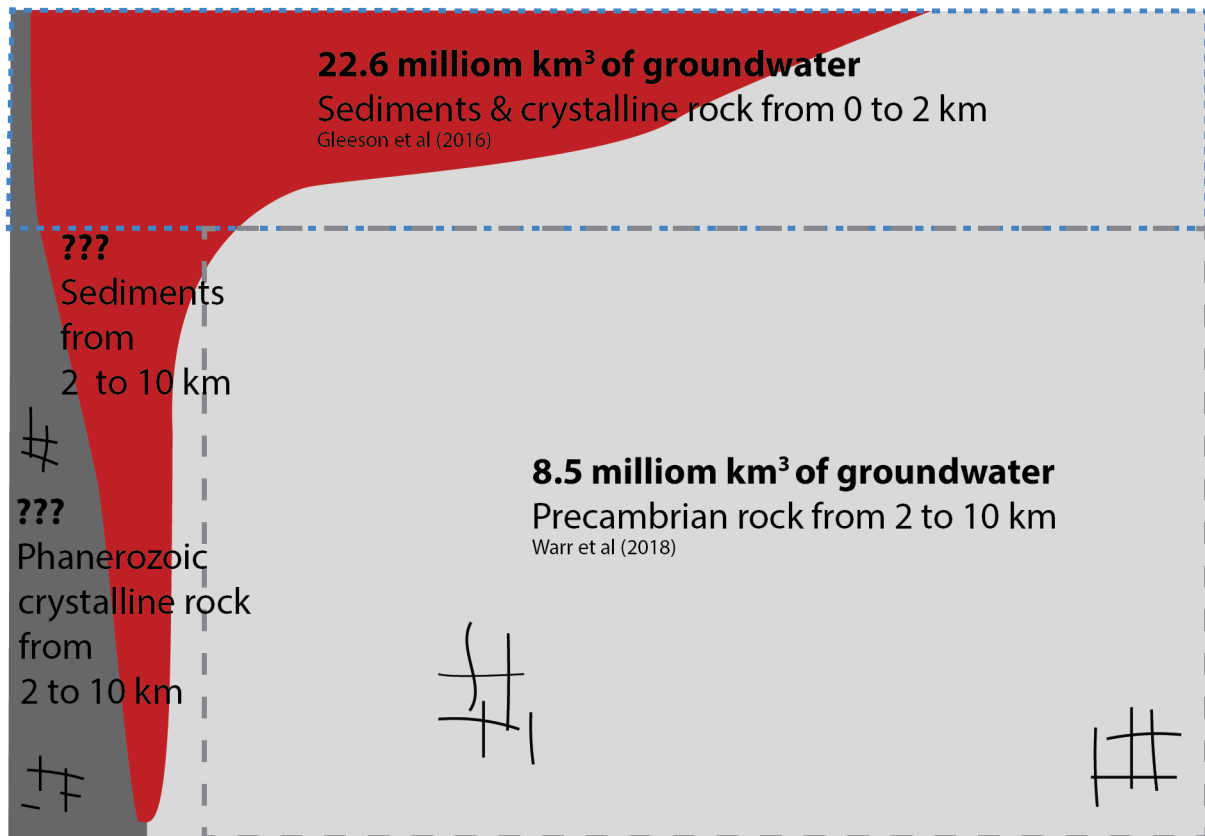 22.6 milliom km³ of groundwater
Sediments & crystalline rock from 0 to 2 km
Gleeson et al (2016)
???
Sediments
from
2 to 10 km
8.5 milliom km³ of groundwater
Precambrian rock from 2 to 10 km
Warr et al (2018)
???
Phanerozoic
crystalline rock
from
2 to 10 km